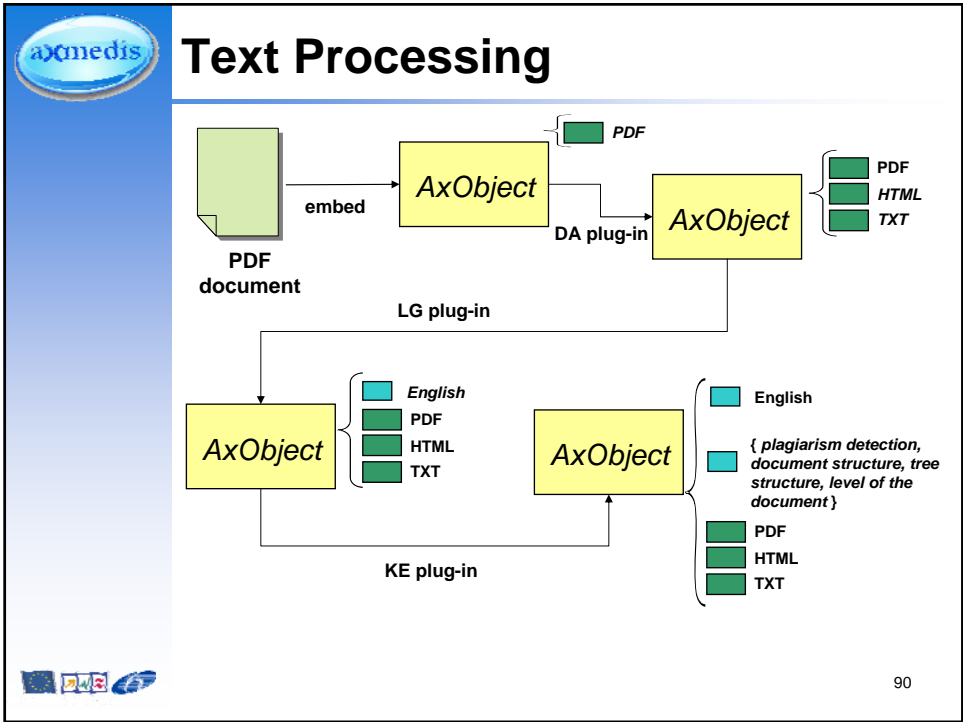 axmedis
Text Processing
PDF
document
embed
AxObject
PDF
DA plug-in
AxObject
PDF
HTML
TXT
LG plug-in
AxObject
English
PDF
HTML
TXT
KE plug-in
AxObject
English
{ plagiarism detection,
document structure, tree
structure, level of the
document }
PDF
HTML
TXT
90